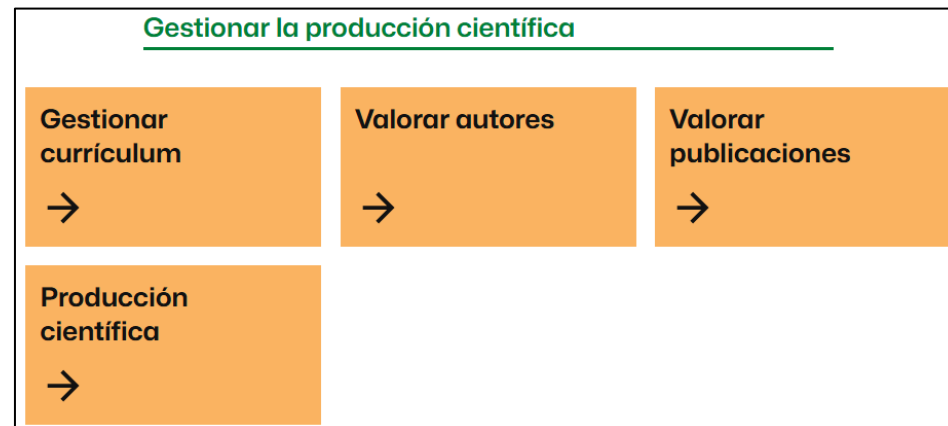 Gestionar la producción científica
Gestionar
currículum
Valorar autores
Valorar
publicaciones
Producción
científica